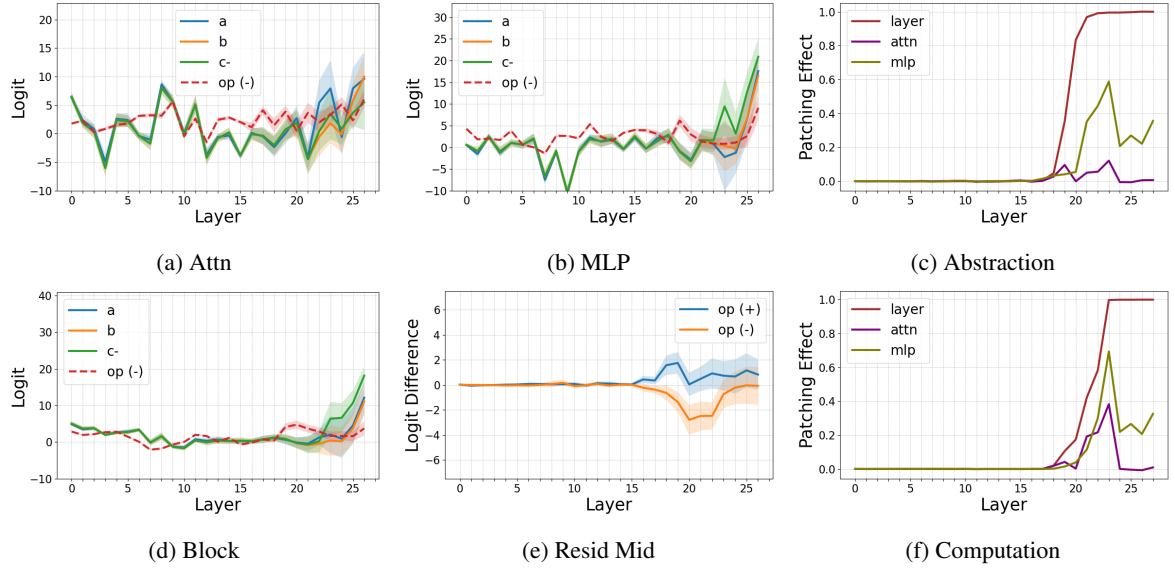 20
15
10
5
0
-5
-10
Logit
a
b
c-
op (-)
0 5 10 15 20 25
Layer
(a) Attn
30
25
20
15
10
5
0
-5
-10
Logit
a
b
c-
op (-)
0 5 10 15 20 25
Layer
(b) MLP
1.0
0.8
0.6
0.4
0.2
0.0
Patching Effect
layer
attn
mlp
0 5 10 15 20 25
Layer
(c) Abstraction
40
30
20
10
0
-10
Logit
a
b
c-
op (-)
0 5 10 15 20 25
Layer
(d) Block
6
4
2
0
-2
-4
-6
Logit Difference
op (+)
op (-)
0 5 10 15 20 25
Layer
(e) Resid Mid
1.0
0.8
0.6
0.4
0.2
0.0
Patching Effect
layer
attn
mlp
0 5 10 15 20 25
Layer
(f) Computation